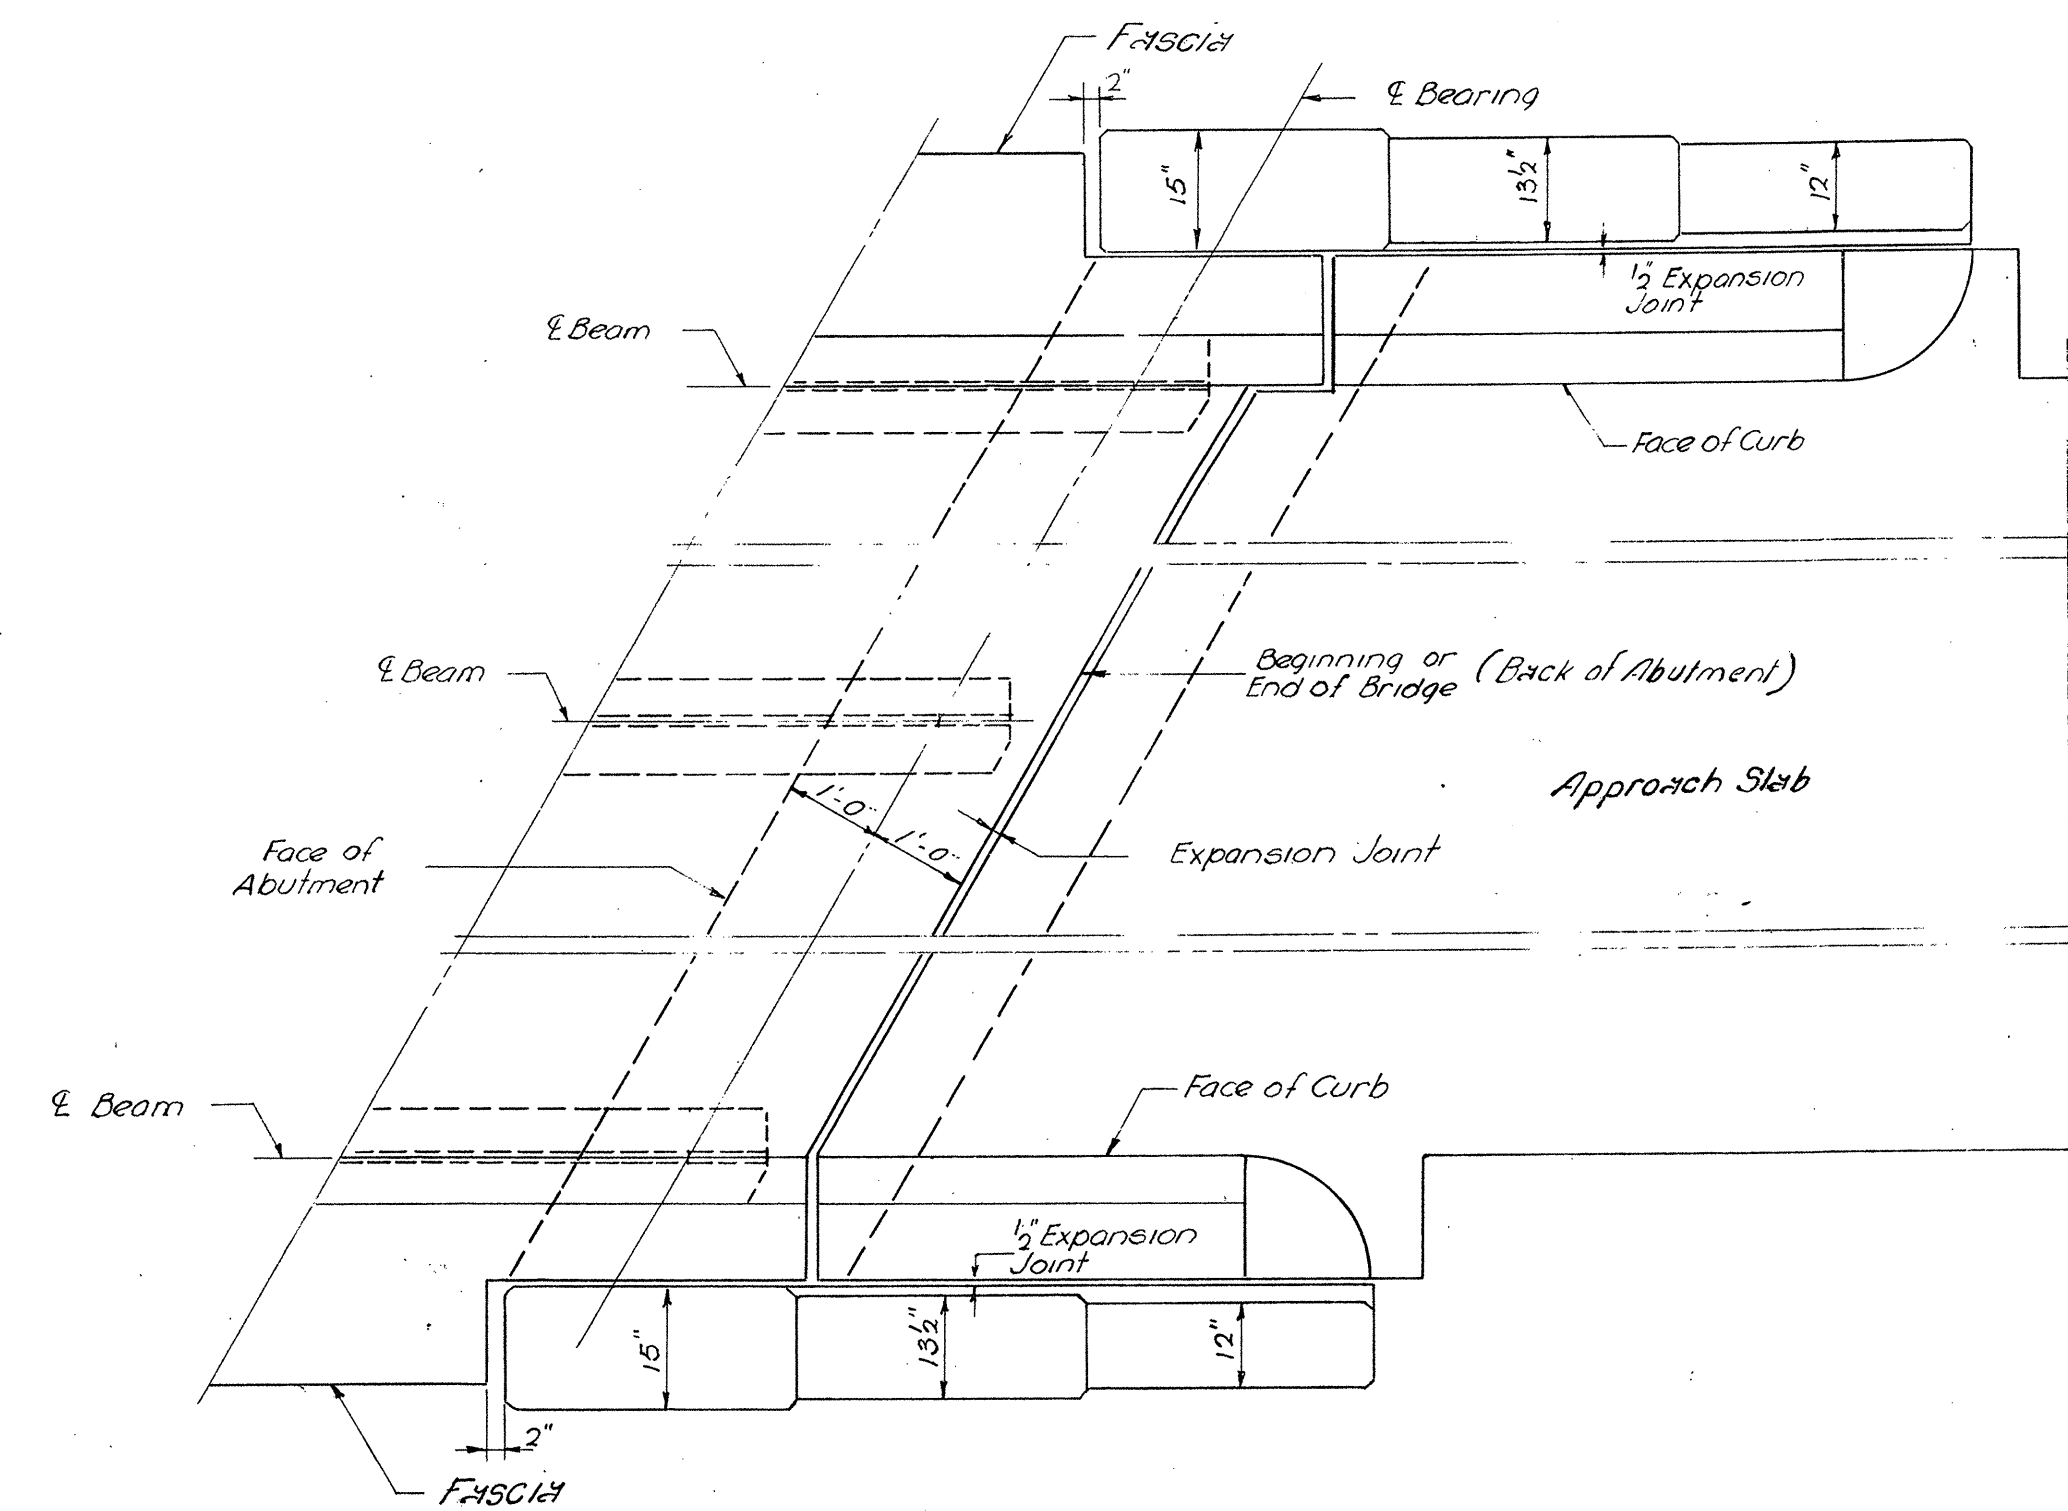 Fascia
2"
℄ Bearing
15"
13½"
12"
½" Expansion
Joint
℄ Beam
Face of Curb
℄ Beam
Beginning or
End of Bridge
(Back of Abutment)
Approach Slab
1'-0"
1'-0"
Expansion Joint
Face of
Abutment
℄ Beam
Face of Curb
½" Expansion
Joint
15"
13½"
12"
2"
Fascia